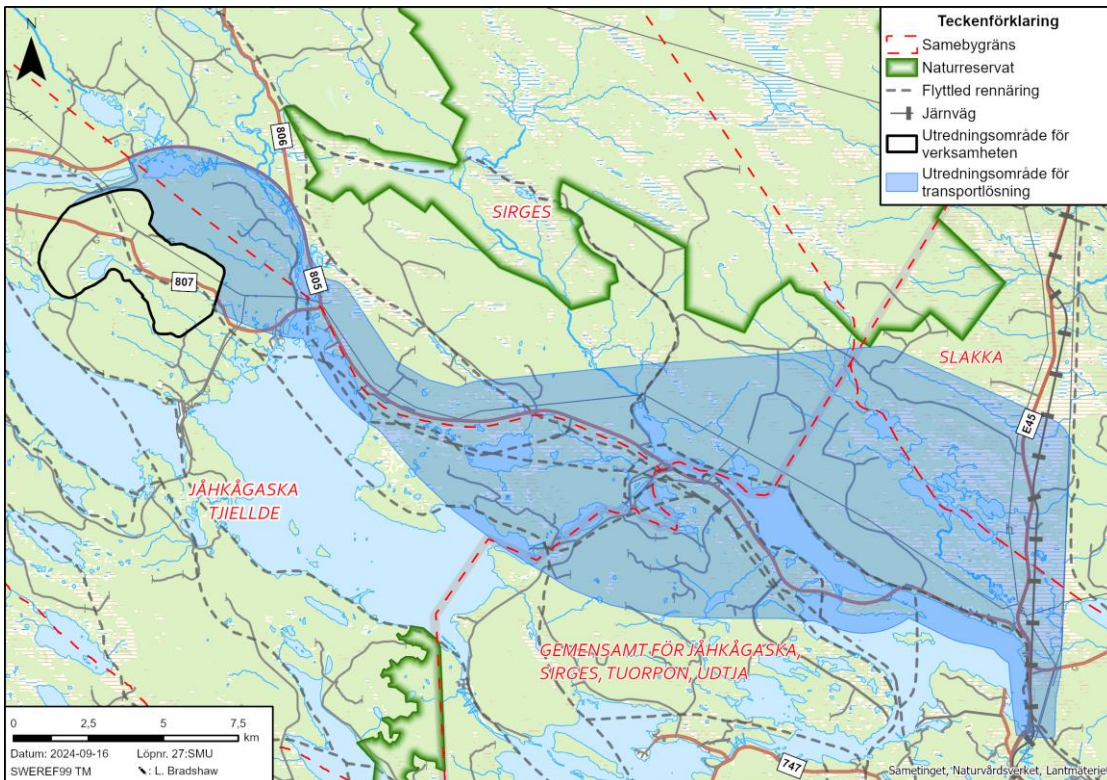 N
806
805
807
SIRGES
SLAKKA
E45
JÅHKÅGASKA
TJIELLDE
GEMENSAMT FÖR JÅHKÅGASKA,
SIRGES, TUORPON, UDTJA
747
Teckenförklaring
Samebygräns
Naturreservat
Flyttled rennäring
Järnväg
Utredningsområde för
verksamheten
Utredningsområde för
transportlösning
0 2,5 5 7,5
km
Datum: 2024-09-16 Löpnr. 27:SMU
SWEREF99 TM : L. Bradshaw
Sametinget, Naturvårdsverket, Lantmäteriet